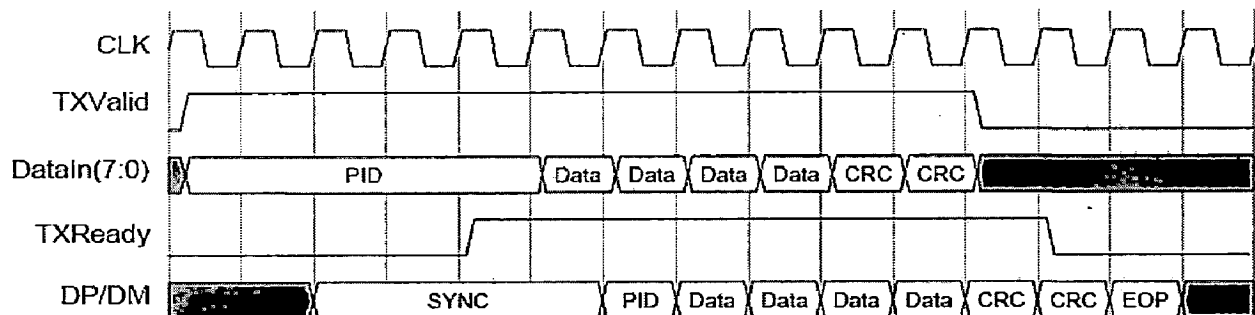 CLK
TXValid
DataIn(7:0) PID Data Data Data Data CRC CRC
TXReady
DP/DM SYNC PID Data Data Data Data CRC CRC EOP